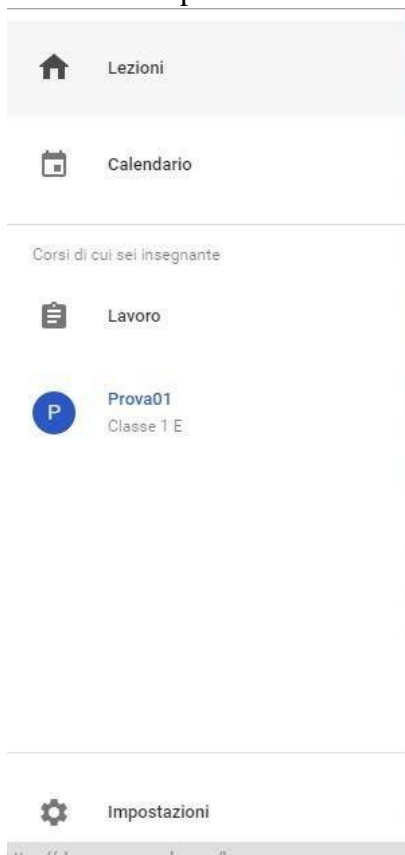 Lezioni
Calendario
Corsi di cui sei insegnante
Lavoro
P
Prova01
Classe 1 E
Impostazioni